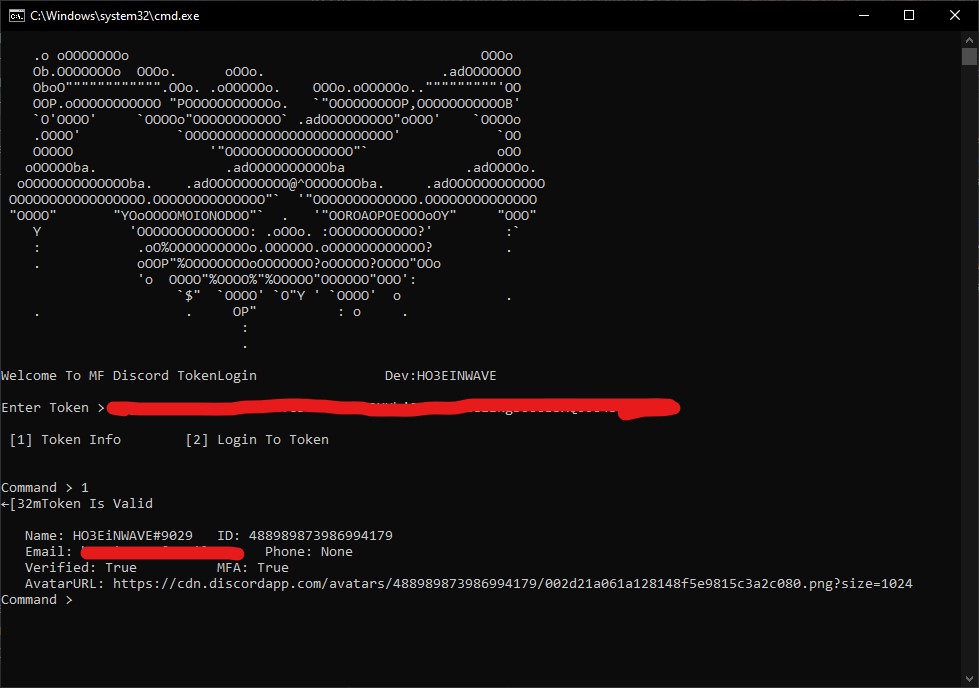 C:\Windows\system32\cmd.exe
Welcome To MF Discord TokenLogin Dev:HO3EINWAVE
Enter Token >
[1] Token Info [2] Login To Token
Command > 1
←[32mToken Is Valid
Name: HO3EiNWAVE#9029 ID: 488989873986994179
Email: Phone: None
Verified: True MFA: True
AvatarURL: https://cdn.discordapp.com/avatars/488989873986994179/002d21a061a128148f5e9815c3a2c080.png?size=1024
Command >